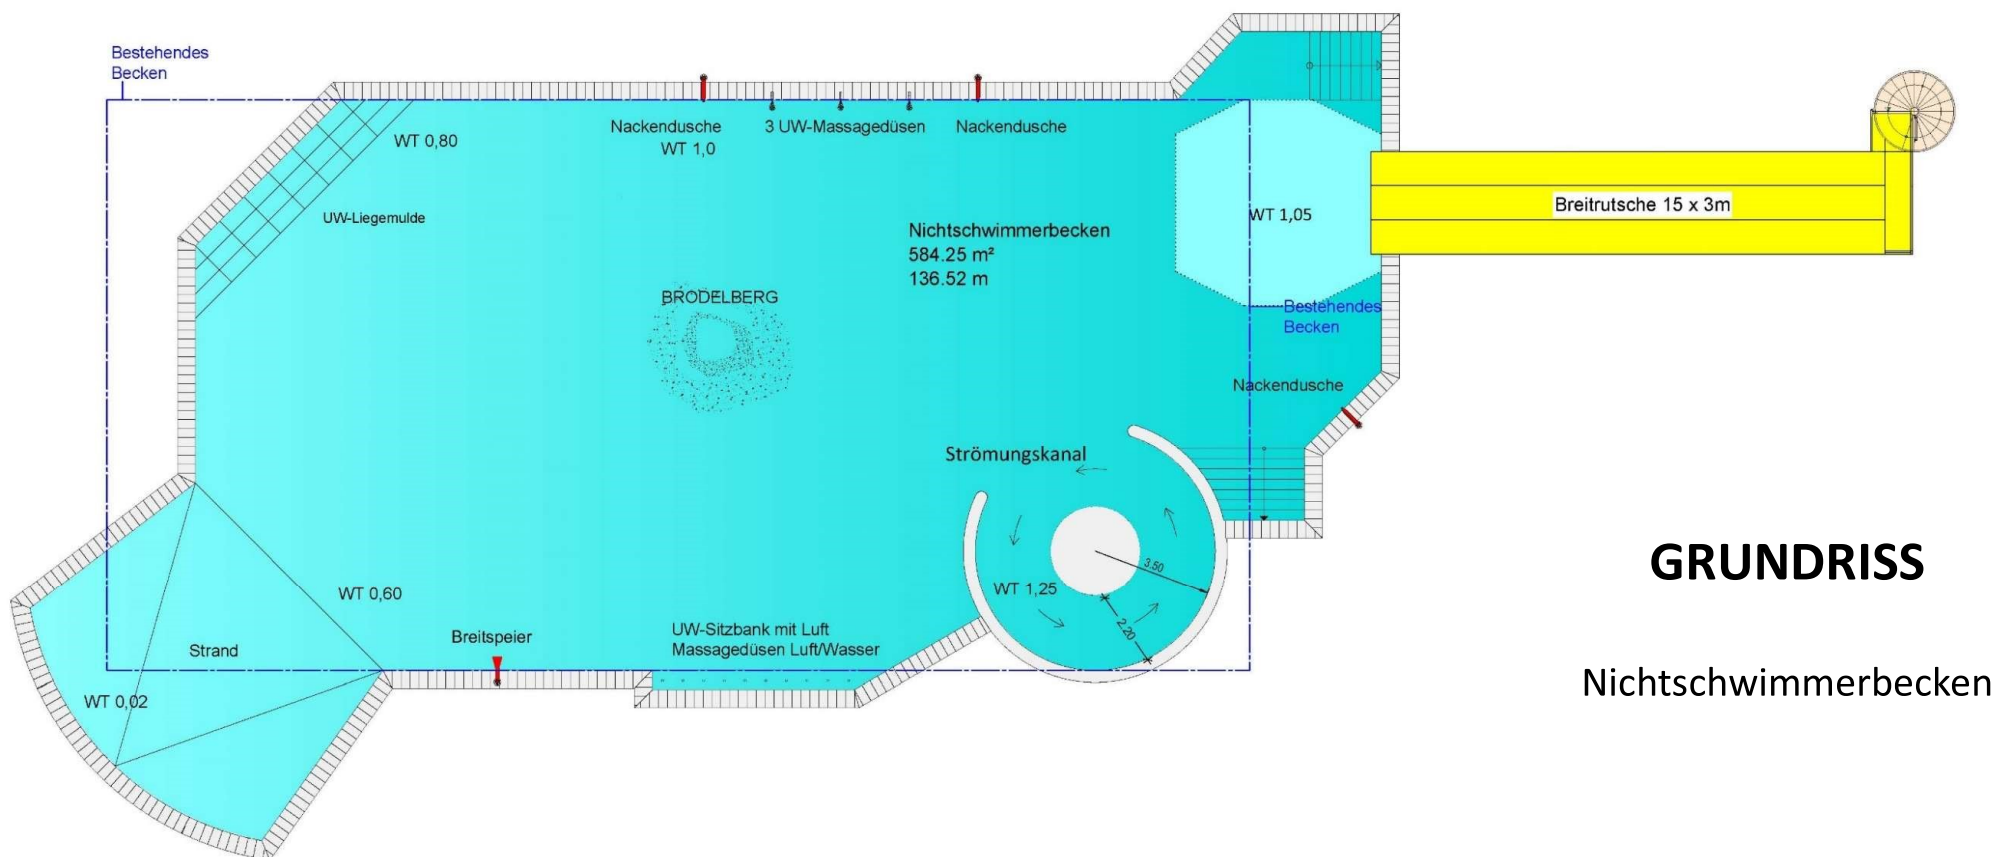 Bestehendes
Becken
WT 0,80
Nackendusche
WT 1,0
3 UW-Massagedüsen
Nackendusche
UW-Liegemulde
Nichtschwimmerbecken
584.25 m²
136.52 m
WT 1,05
Breitrutsche 15 x 3m
BRODELBERG
Bestehendes
Becken
Nackendusche
Strömungskanal
3.50
WT 1,25
2.20
WT 0,60
Strand
Breitspeier
UW-Sitzbank mit Luft
Massagedüsen Luft/Wasser
WT 0,02
GRUNDRISS
Nichtschwimmerbecken